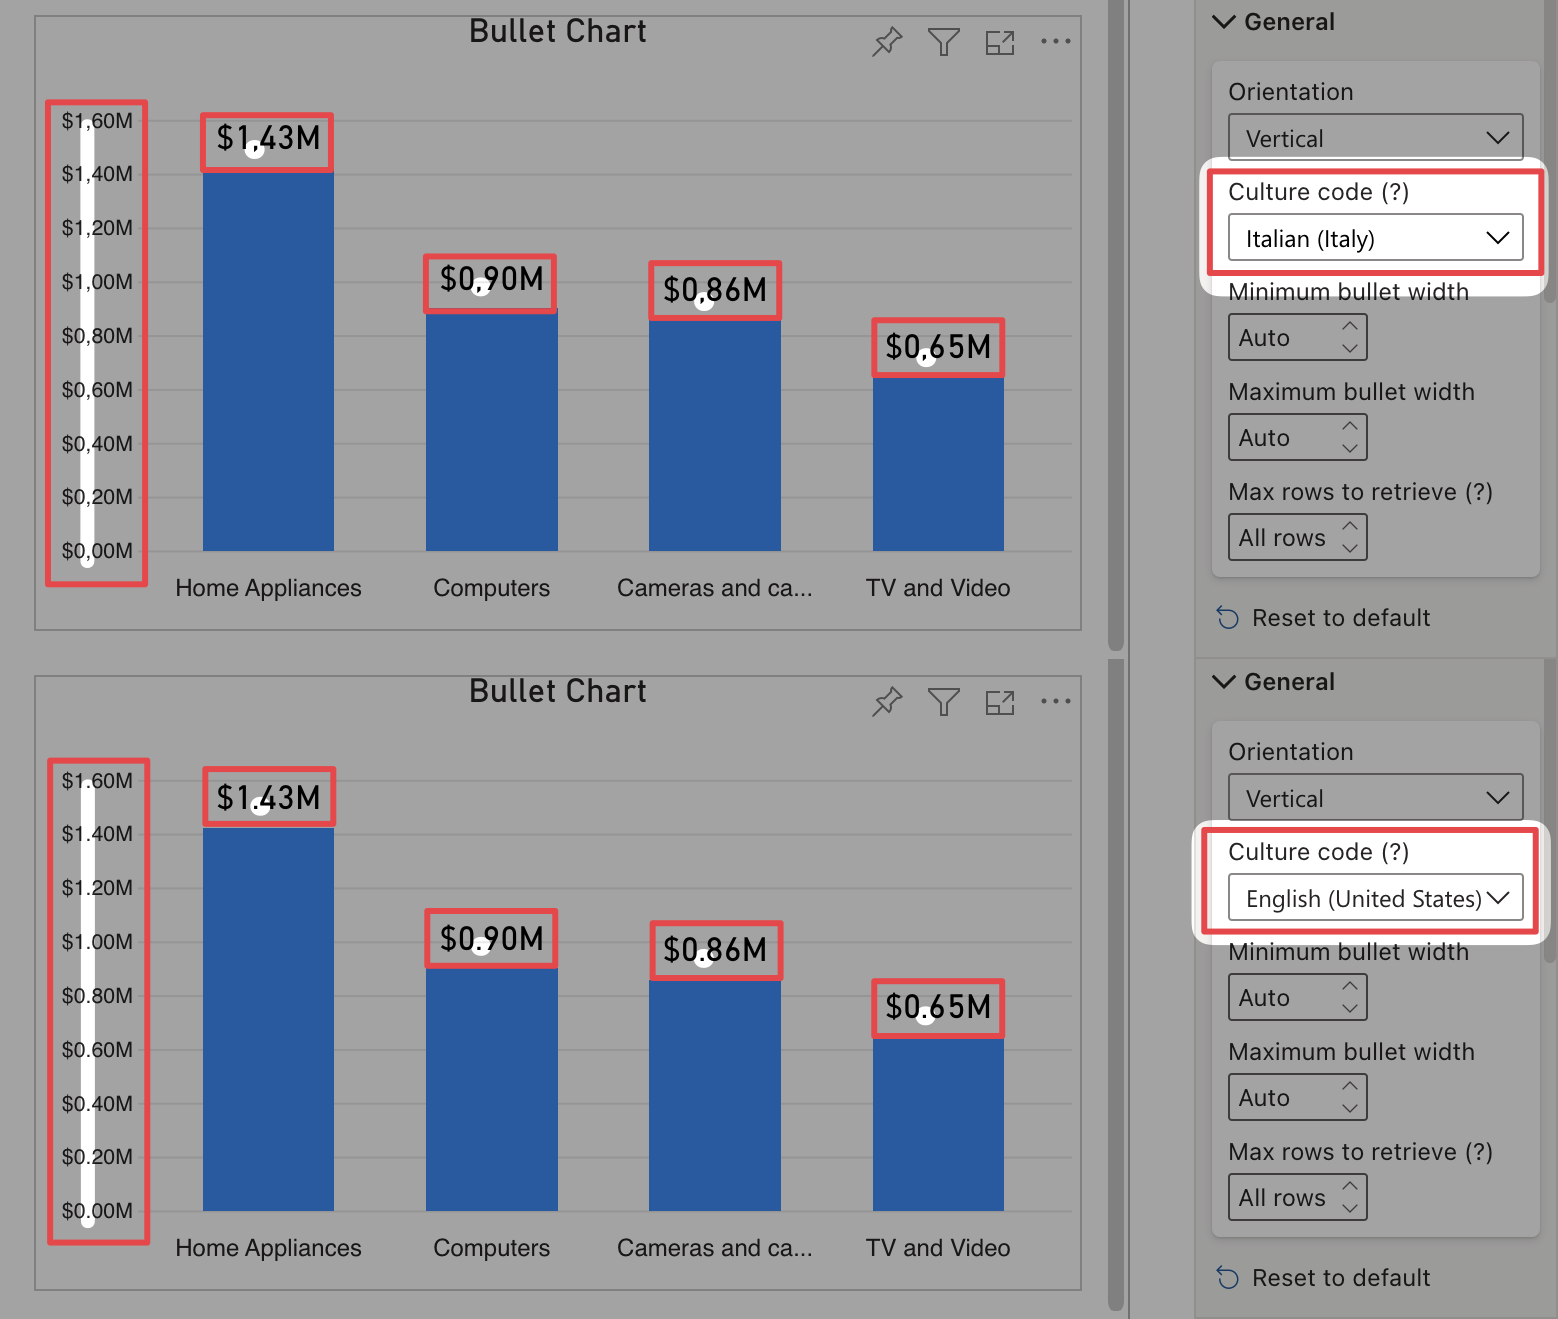 Bullet Chart
$1,60M
$1,40M
$1,20M
$1,00M
$0,80M
$0,60M
$0,40M
$0,20M
$0,00M
$1,43M
$0,90M
$0,86M
$0,65M
Home Appliances
Computers
Cameras and ca...
TV and Video
General
Orientation
Vertical
Culture code (?)
Italian (Italy)
Minimum bullet width
Auto
Maximum bullet width
Auto
Max rows to retrieve (?)
All rows
Reset to default
Bullet Chart
$1.60M
$1.40M
$1.20M
$1.00M
$0.80M
$0.60M
$0.40M
$0.20M
$0.00M
$1.43M
$0.90M
$0.86M
$0.65M
Home Appliances
Computers
Cameras and ca...
TV and Video
General
Orientation
Vertical
Culture code (?)
English (United States)
Minimum bullet width
Auto
Maximum bullet width
Auto
Max rows to retrieve (?)
All rows
Reset to default